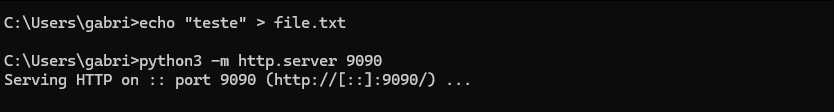 C:\Users\gabri>echo "teste" > file.txt
C:\Users\gabri>python3 -m http.server 9090
Serving HTTP on :: port 9090 (http://[::]:9090/) ...